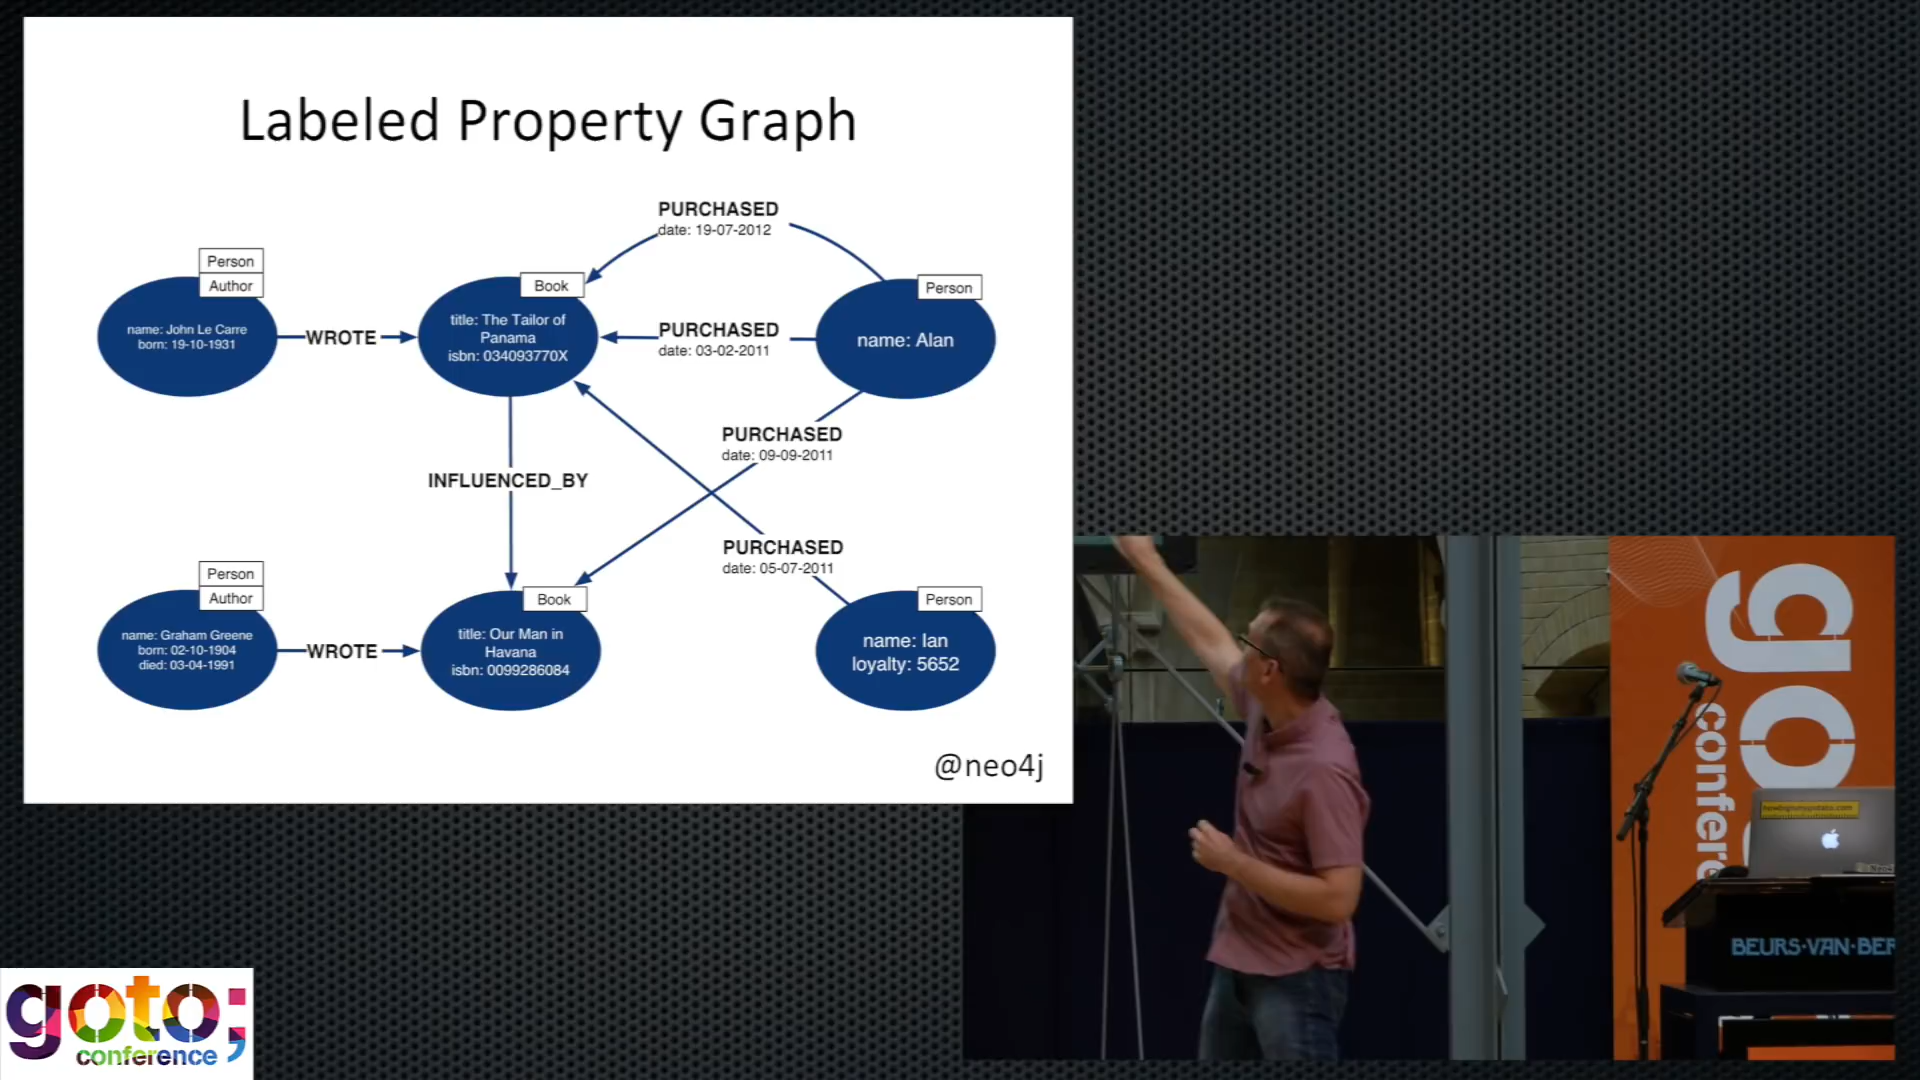 Labeled Property Graph
PURCHASED
date: 19-07-2012
Person
Author
name: John Le Carre
born: 19-10-1931
WROTE
Book
title: The Tailor of
Panama
isbn: 034093770X
PURCHASED
date: 03-02-2011
Person
name: Alan
PURCHASED
date: 09-09-2011
INFLUENCED_BY
PURCHASED
date: 05-07-2011
Person
Author
name: Graham Greene
born: 02-10-1904
died: 03-04-1991
WROTE
Book
title: Our Man in
Havana
isbn: 0099286084
Person
name: Ian
loyalty: 5652
@neo4j
go
confere
BEURS·VAN·BER
goto;
conference